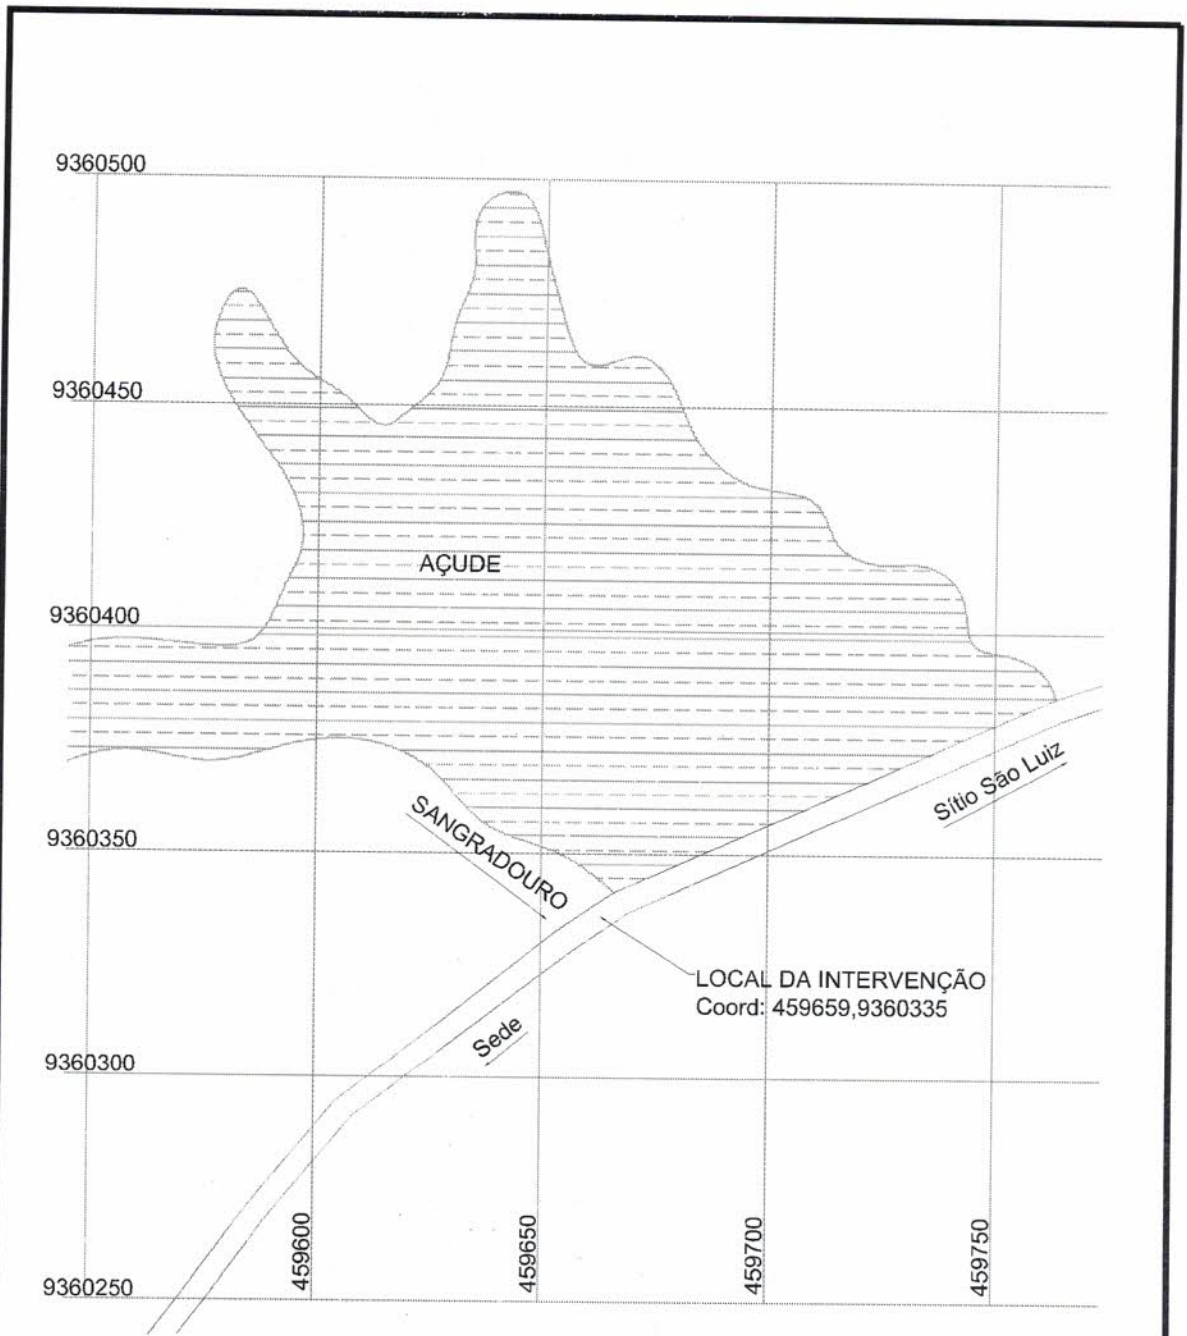 9360500
9360450
AÇUDE
9360400
Sítio São Luiz
SANGRADOURO
9360350
LOCAL DA INTERVENÇÃO
Coord: 459659,9360335
Sede
9360300
459600
459650
459700
459750
9360250